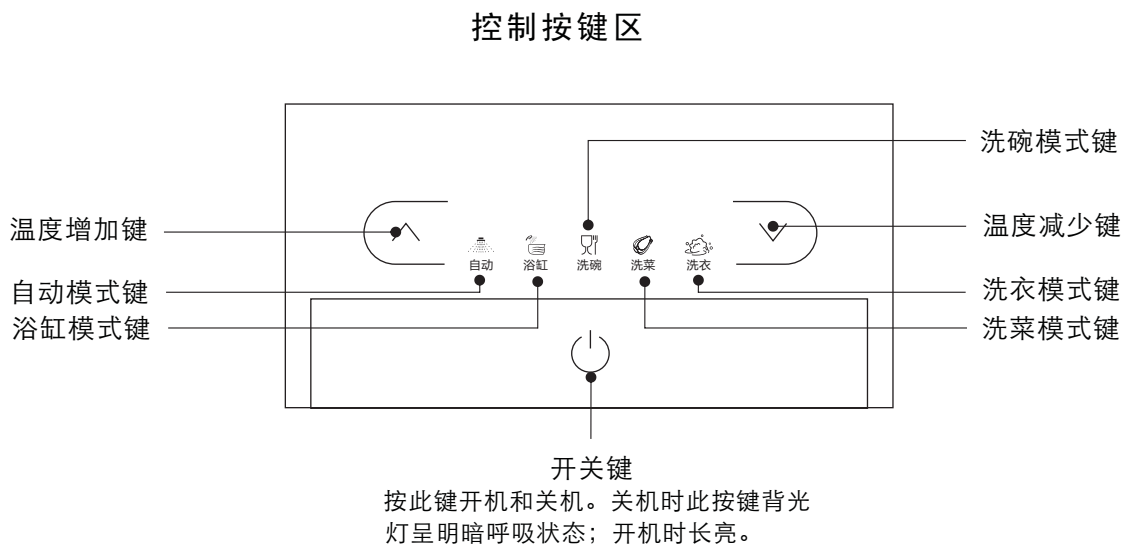 控制按键区
洗碗模式键
温度增加键
温度减少键
自动
浴缸
洗碗
洗菜
洗衣
自动模式键
洗衣模式键
浴缸模式键
洗菜模式键
开关键
按此键开机和关机。关机时此按键背光
灯呈明暗呼吸状态；开机时长亮。